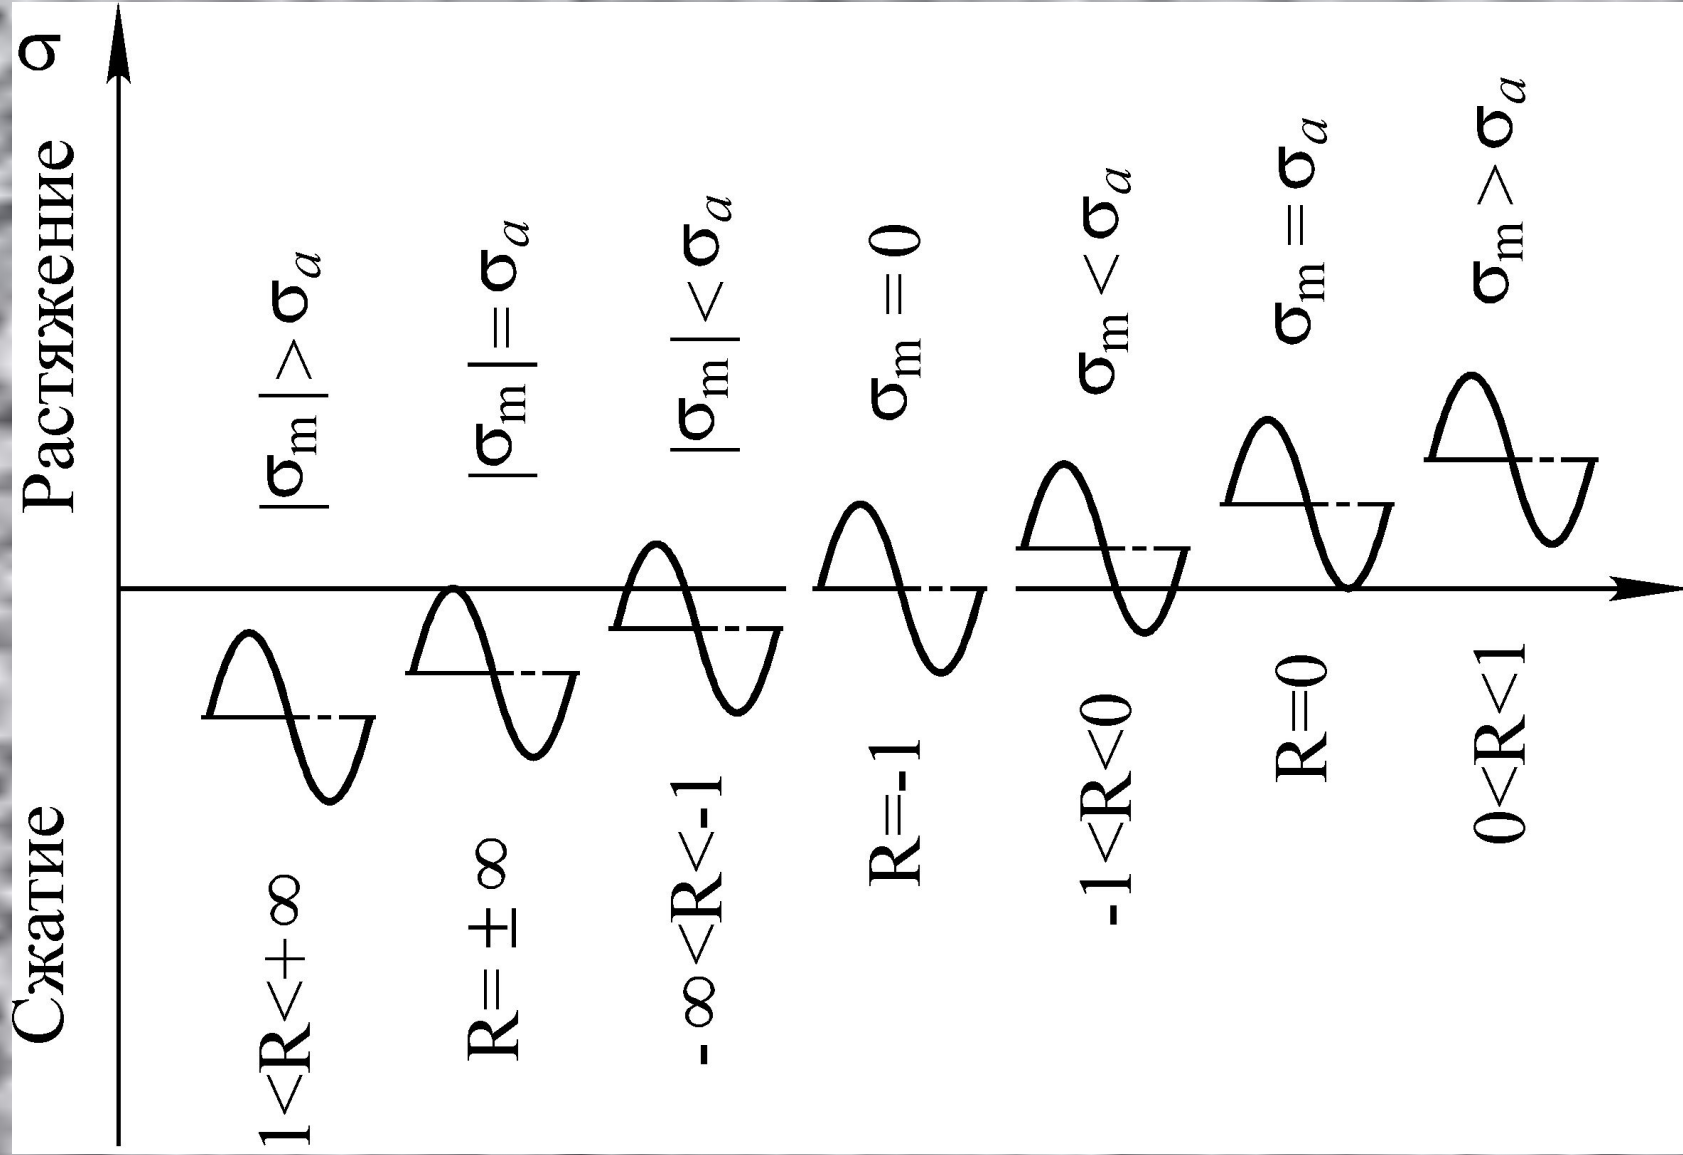 σ
Растяжение
Сжатие
|σm|>σa
|σm|=σa
|σm|<σa
σm=0
σm<σa
σm=σa
σm>σa
1<R<+∞
R=±∞
-∞<R<-1
R=-1
-1<R<0
R=0
0<R<1